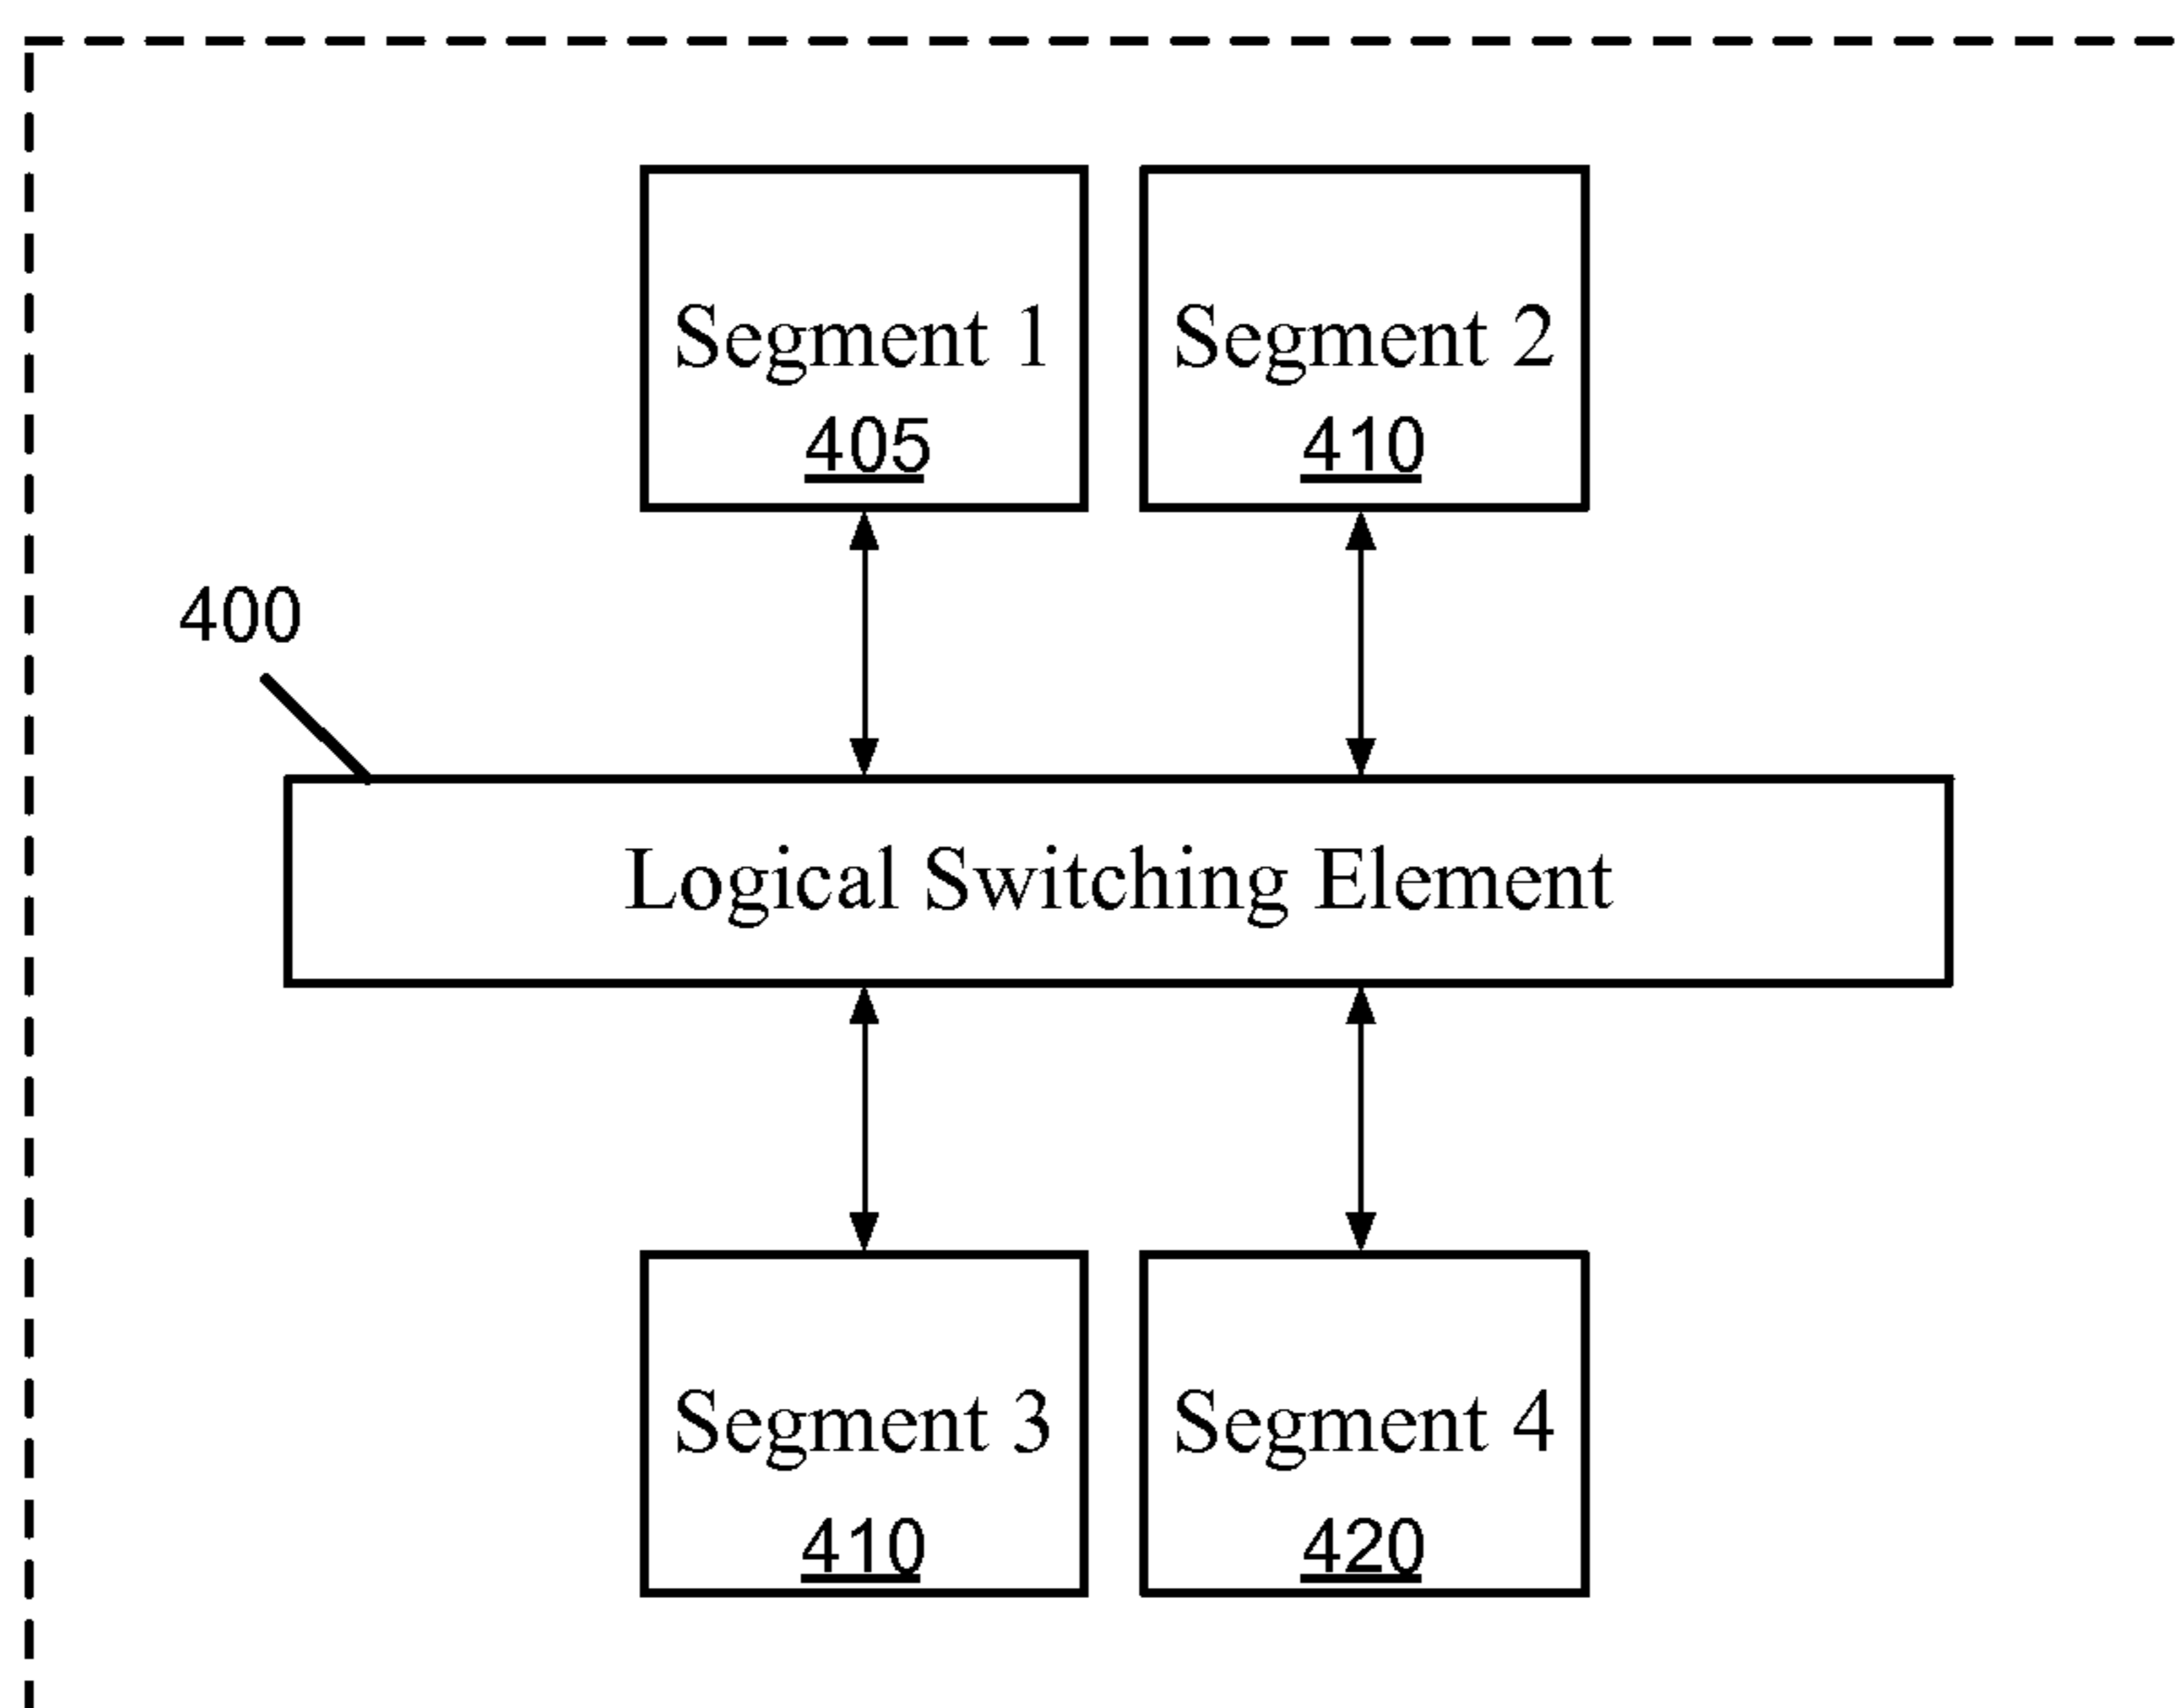 Segment 1
405
Segment 2
410
400
Logical Switching Element
Segment 3
410
Segment 4
420